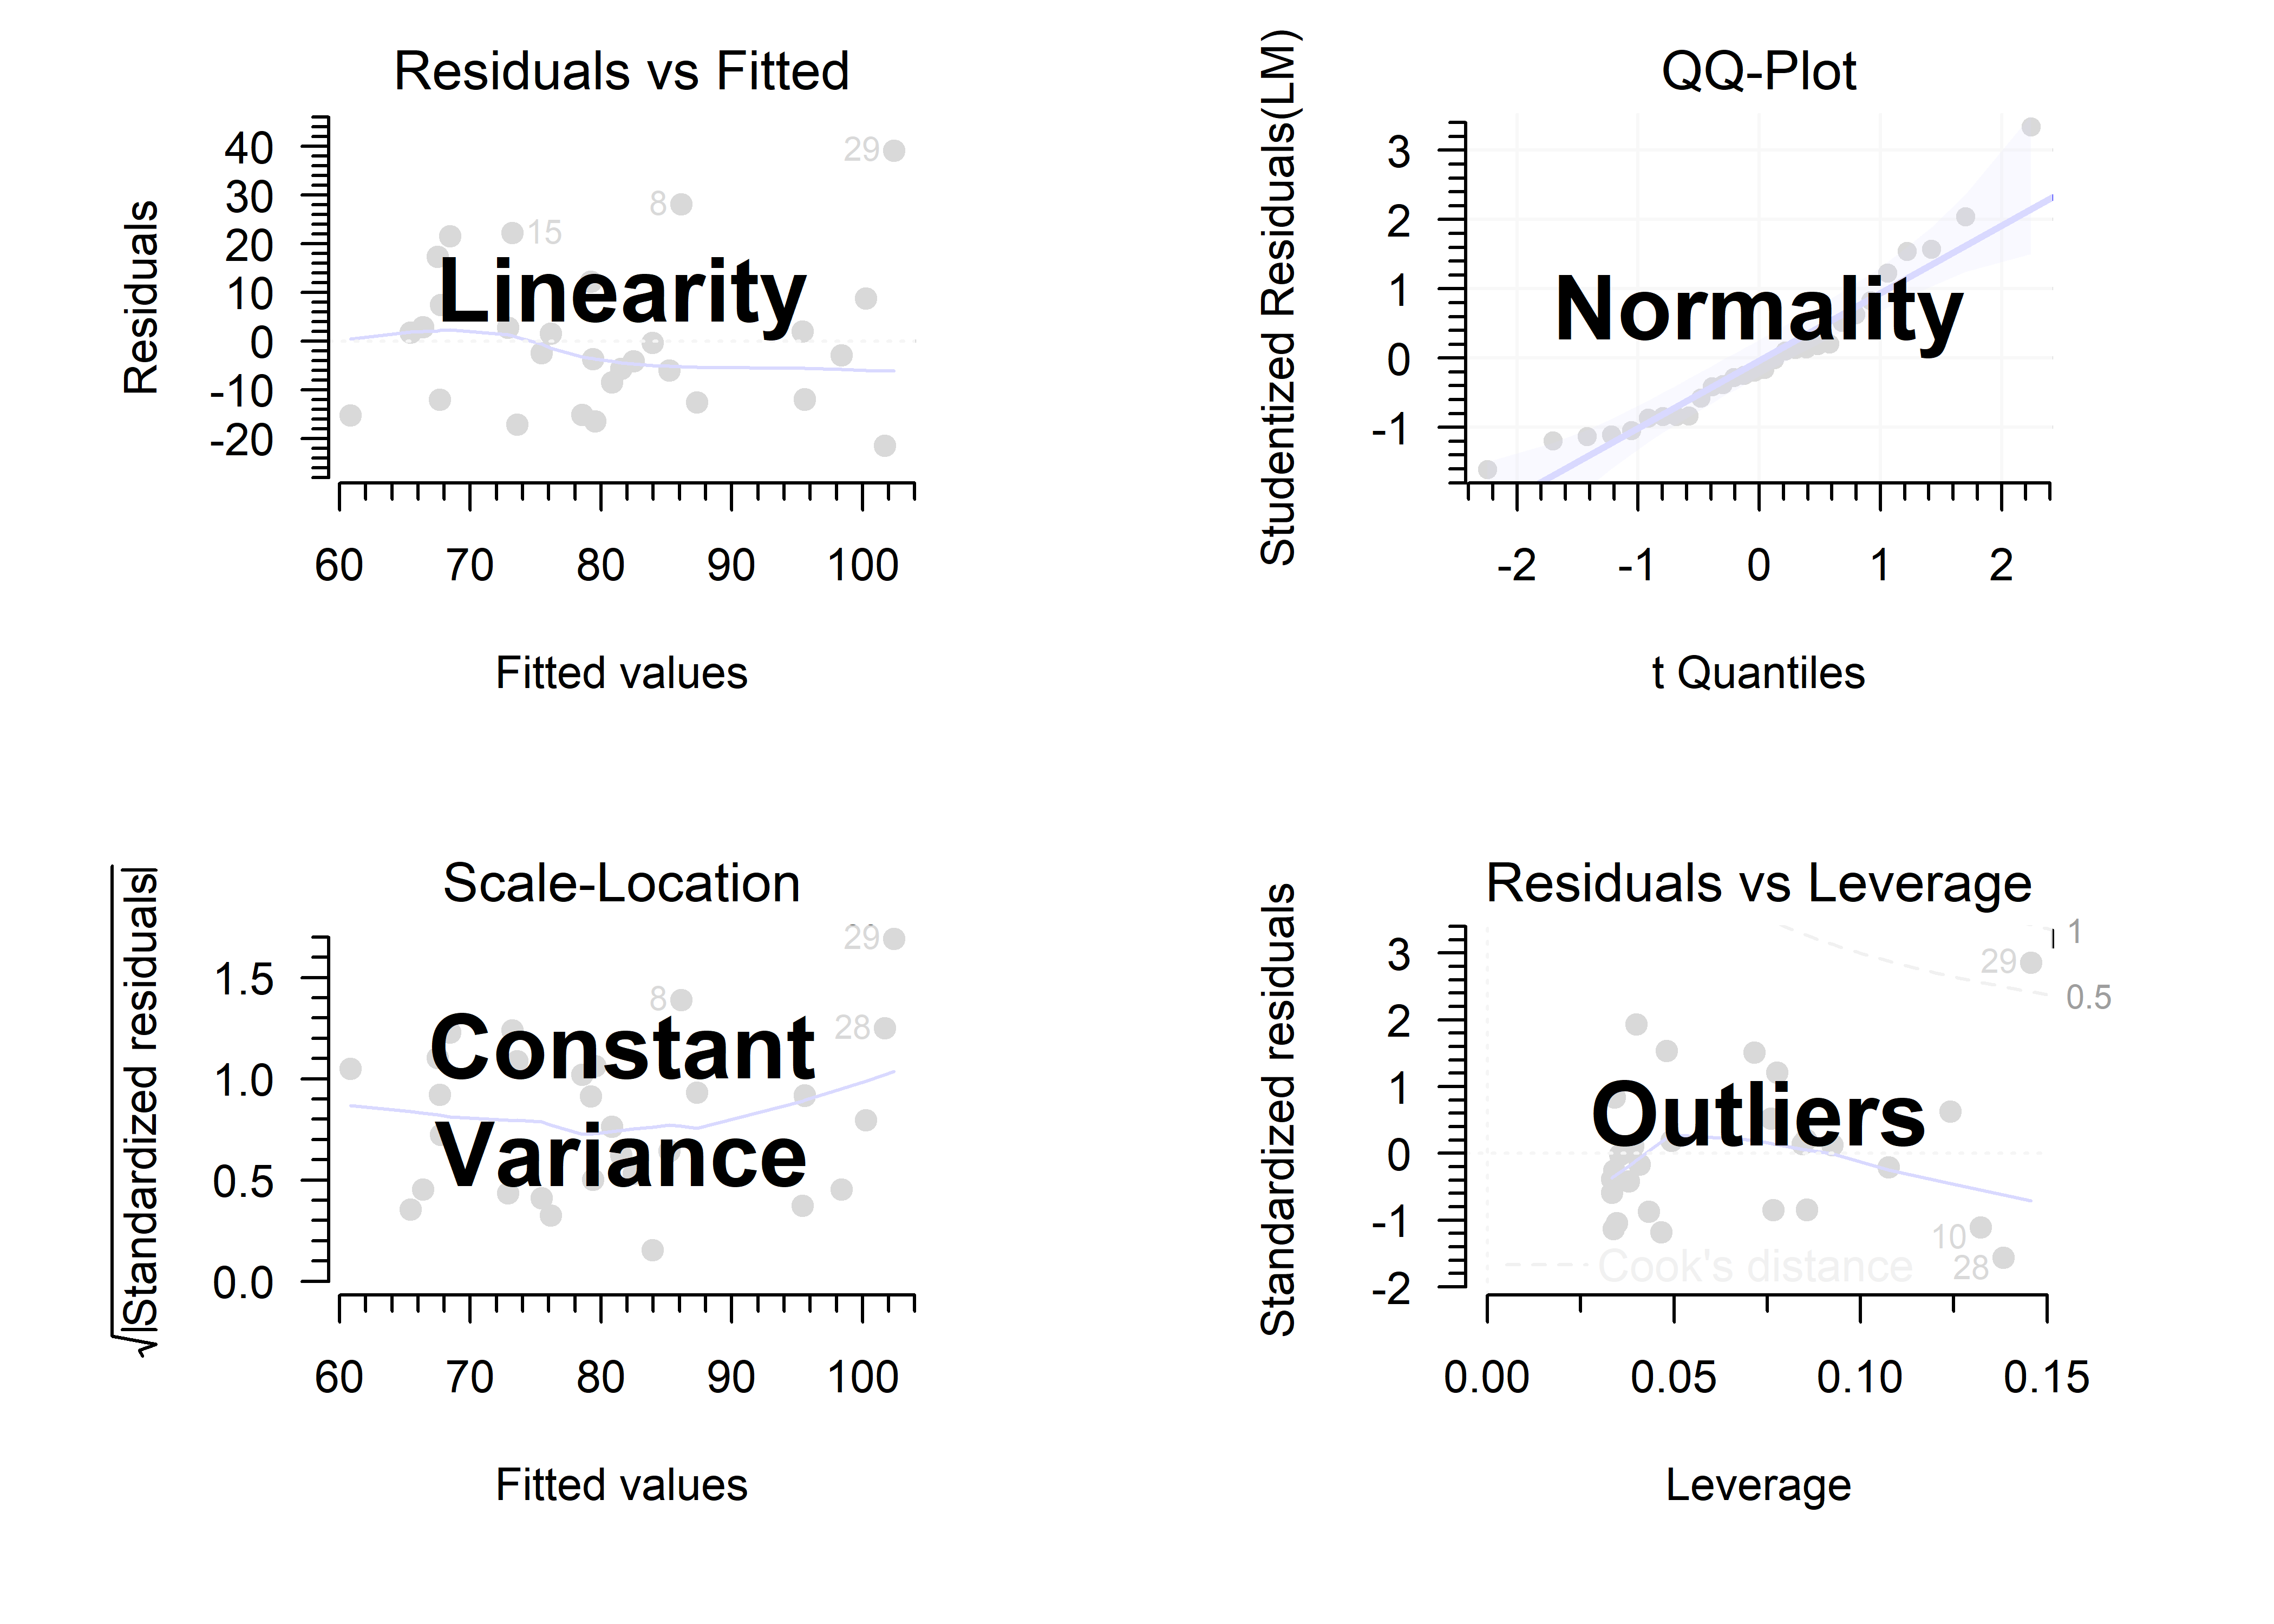 Residuals vs Fitted
Residuals
40
30
20
10
0
-10
-20
29
8
15
Linearity
60 70 80 90 100
Fitted values
QQ-Plot
Studentized Residuals(LM)
3
2
1
0
-1
Normality
-2 -1 0 1 2
t Quantiles
Scale-Location
√|Standardized residuals|
1.5
1.0
0.5
0.0
29
8
28
Constant
Variance
60 70 80 90 100
Fitted values
Residuals vs Leverage
Standardized residuals
3
2
1
0
-1
-2
1
29
0.5
Outliers
10
28
Cook's distance
0.00 0.05 0.10 0.15
Leverage